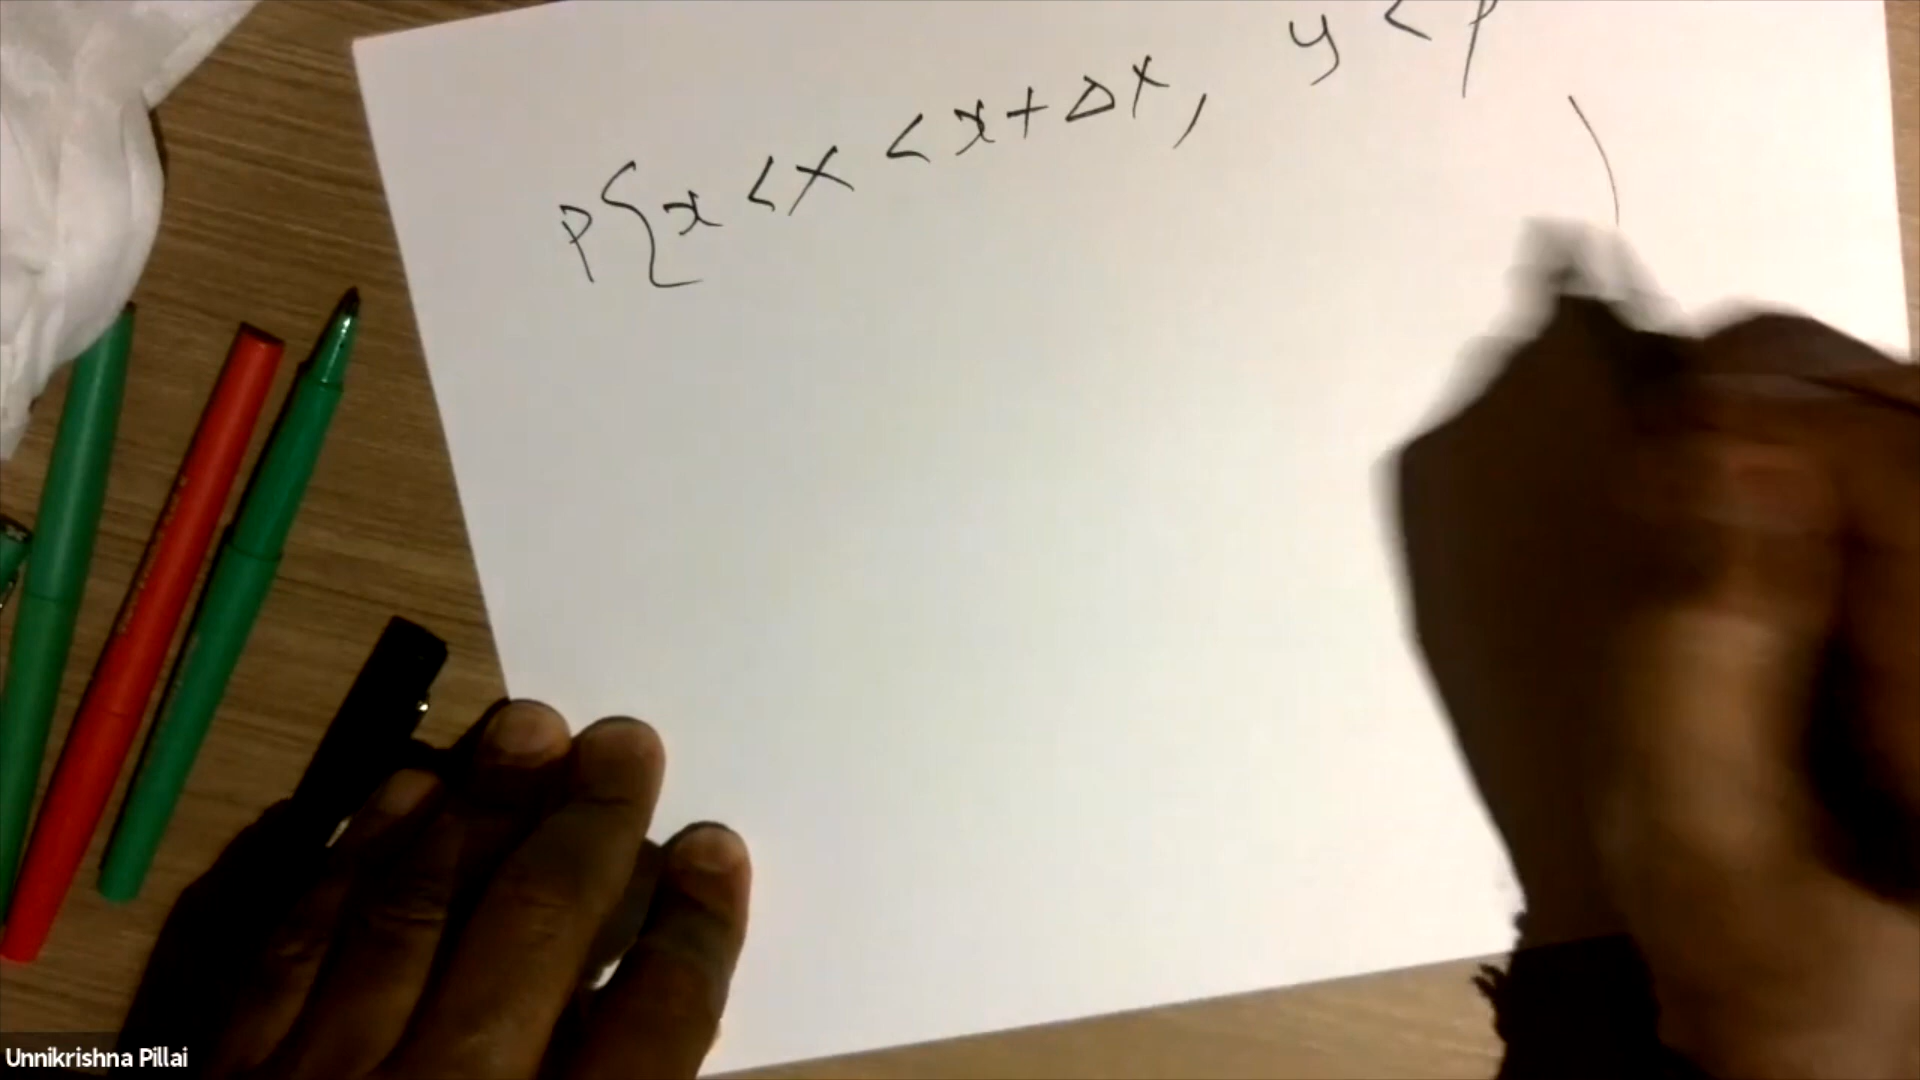 P{x < X < x + Δx, y <
Unnikrishna Pillai